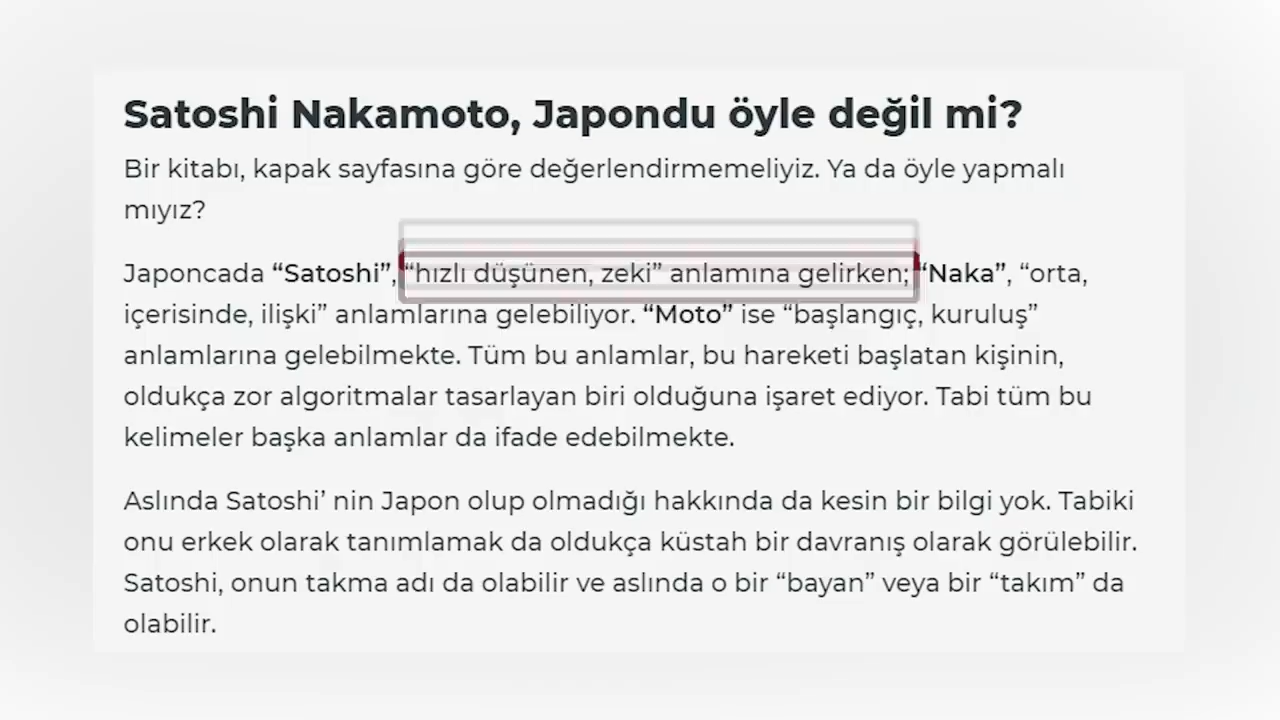 Satoshi Nakamoto, Japondu öyle değil mi?
Bir kitabı, kapak sayfasına göre değerlendirmemeliyiz. Ya da öyle yapmalı
mıyız?
Japoncada “Satoshi”, “hızlı düşünen, zeki” anlamına gelirken; “Naka”, “orta,
içerisinde, ilişki” anlamlarına gelebiliyor. “Moto” ise “başlangıç, kuruluş”
anlamlarına gelebilmekte. Tüm bu anlamlar, bu hareketi başlatan kişinin,
oldukça zor algoritmalar tasarlayan biri olduğuna işaret ediyor. Tabi tüm bu
kelimeler başka anlamlar da ifade edebilmekte.
Aslında Satoshi’ nin Japon olup olmadığı hakkında da kesin bir bilgi yok. Tabiki
onu erkek olarak tanımlamak da oldukça küstah bir davranış olarak görülebilir.
Satoshi, onun takma adı da olabilir ve aslında o bir “bayan” veya bir “takım” da
olabilir.